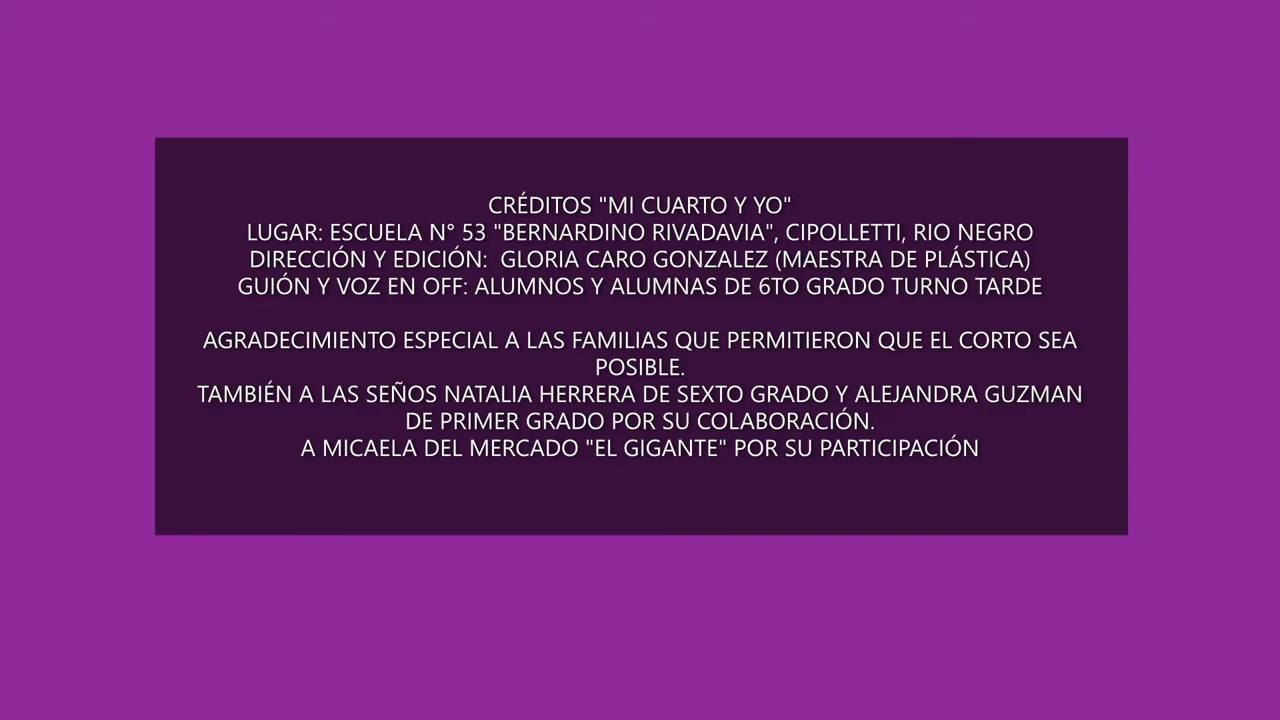 CRÉDITOS "MI CUARTO Y YO"
LUGAR: ESCUELA N° 53 "BERNARDINO RIVADAVIA", CIPOLLETTI, RIO NEGRO
DIRECCIÓN Y EDICIÓN:  GLORIA CARO GONZALEZ (MAESTRA DE PLÁSTICA)
GUIÓN Y VOZ EN OFF: ALUMNOS Y ALUMNAS DE 6TO GRADO TURNO TARDE
AGRADECIMIENTO ESPECIAL A LAS FAMILIAS QUE PERMITIERON QUE EL CORTO SEA
POSIBLE.
TAMBIÉN A LAS SEÑOS NATALIA HERRERA DE SEXTO GRADO Y ALEJANDRA GUZMAN
DE PRIMER GRADO POR SU COLABORACIÓN.
A MICAELA DEL MERCADO "EL GIGANTE" POR SU PARTICIPACIÓN